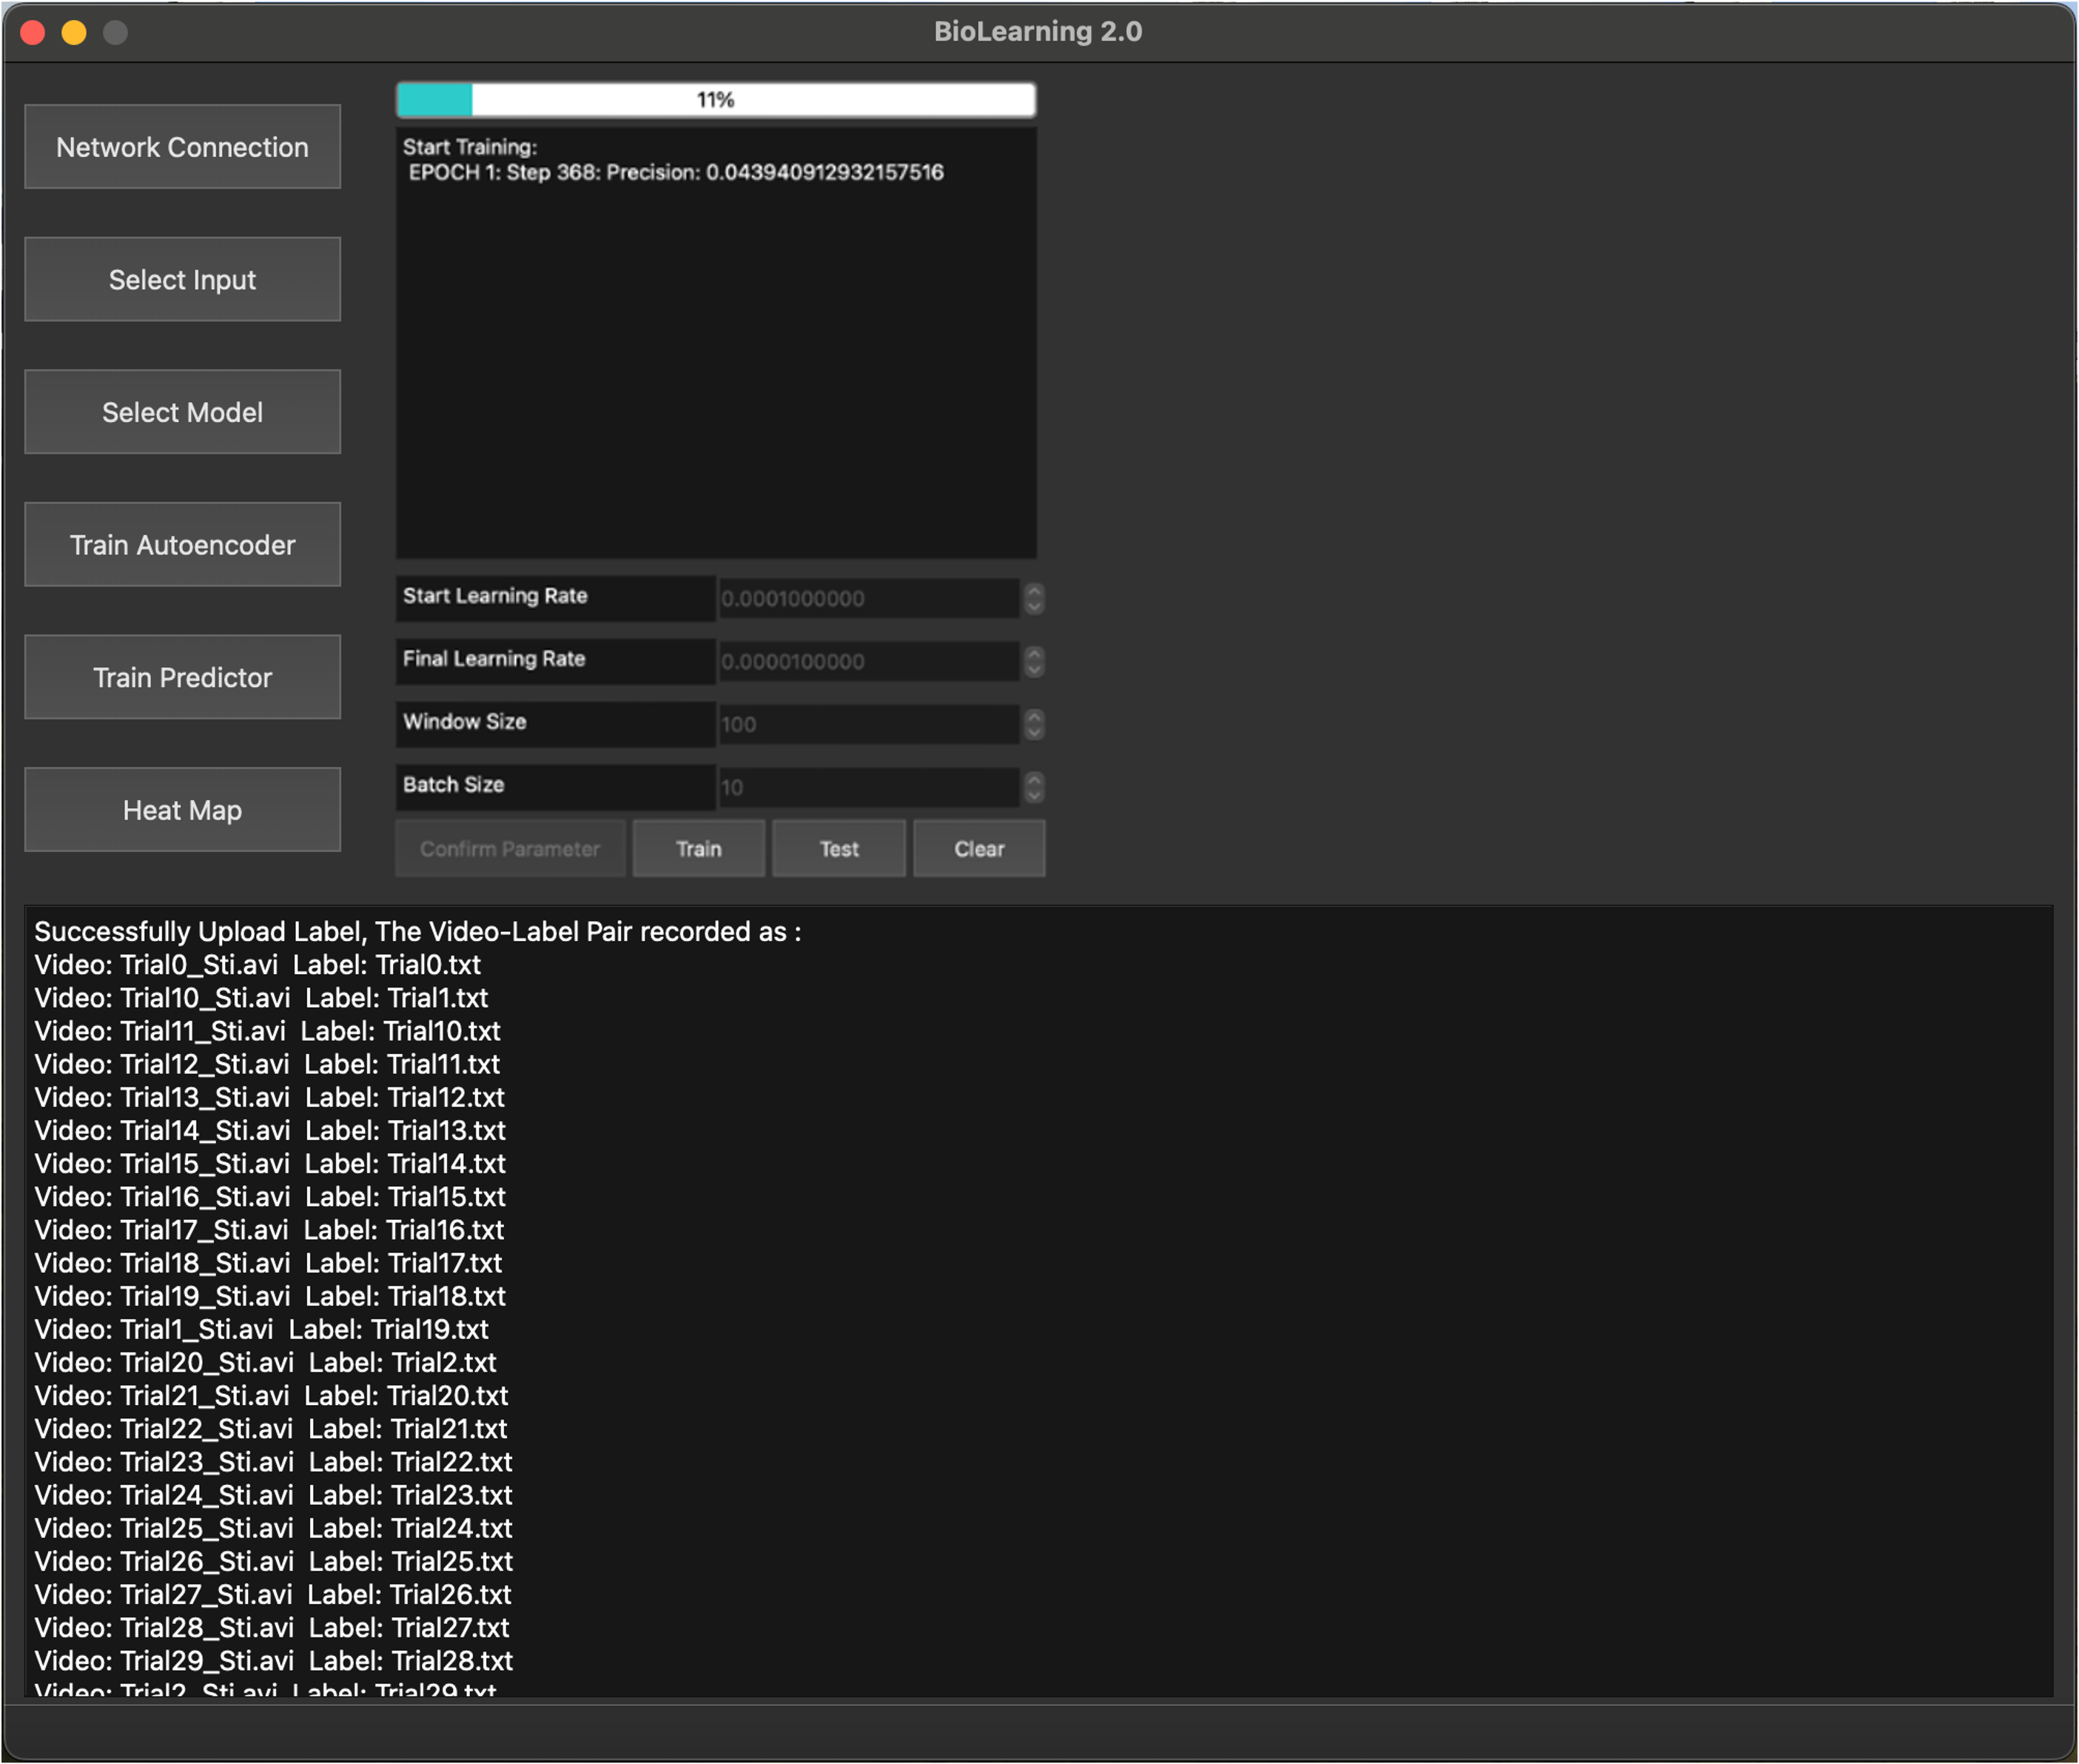 BioLearning 2.0
Network Connection
Select Input
Select Model
Train Autoencoder
Train Predictor
Heat Map
11%
Start Training:
EPOCH 1: Step 368: Precision: 0.043940912932157516
Start Learning Rate 0.0001000000
Final Learning Rate 0.0000100000
Window Size 100
Batch Size 10
Confirm Parameter Train Test Clear
Successfully Upload Label, The Video-Label Pair recorded as :
Video: Trial0_Sti.avi Label: Trial0.txt
Video: Trial10_Sti.avi Label: Trial1.txt
Video: Trial11_Sti.avi Label: Trial10.txt
Video: Trial12_Sti.avi Label: Trial11.txt
Video: Trial13_Sti.avi Label: Trial12.txt
Video: Trial14_Sti.avi Label: Trial13.txt
Video: Trial15_Sti.avi Label: Trial14.txt
Video: Trial16_Sti.avi Label: Trial15.txt
Video: Trial17_Sti.avi Label: Trial16.txt
Video: Trial18_Sti.avi Label: Trial17.txt
Video: Trial19_Sti.avi Label: Trial18.txt
Video: Trial1_Sti.avi Label: Trial19.txt
Video: Trial20_Sti.avi Label: Trial2.txt
Video: Trial21_Sti.avi Label: Trial20.txt
Video: Trial22_Sti.avi Label: Trial21.txt
Video: Trial23_Sti.avi Label: Trial22.txt
Video: Trial24_Sti.avi Label: Trial23.txt
Video: Trial25_Sti.avi Label: Trial24.txt
Video: Trial26_Sti.avi Label: Trial25.txt
Video: Trial27_Sti.avi Label: Trial26.txt
Video: Trial28_Sti.avi Label: Trial27.txt
Video: Trial29_Sti.avi Label: Trial28.txt
Video: Trial2_Sti.avi Label: Trial29.txt